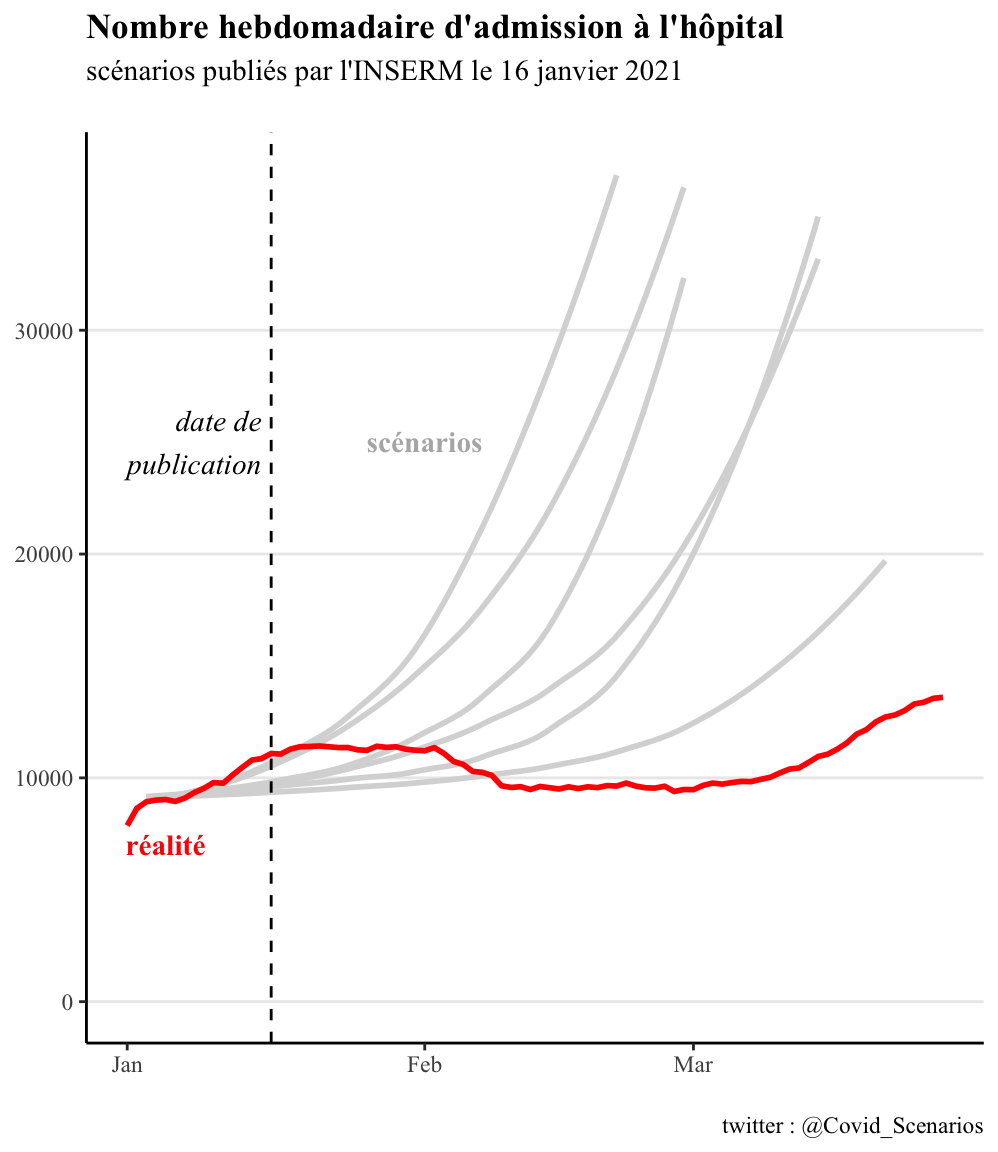 Nombre hebdomadaire d'admission à l'hôpital
scénarios publiés par l'INSERM le 16 janvier 2021
30000
date de
publication
scénarios
20000
10000
réalité
0
Jan Feb Mar
twitter : @Covid_Scenarios